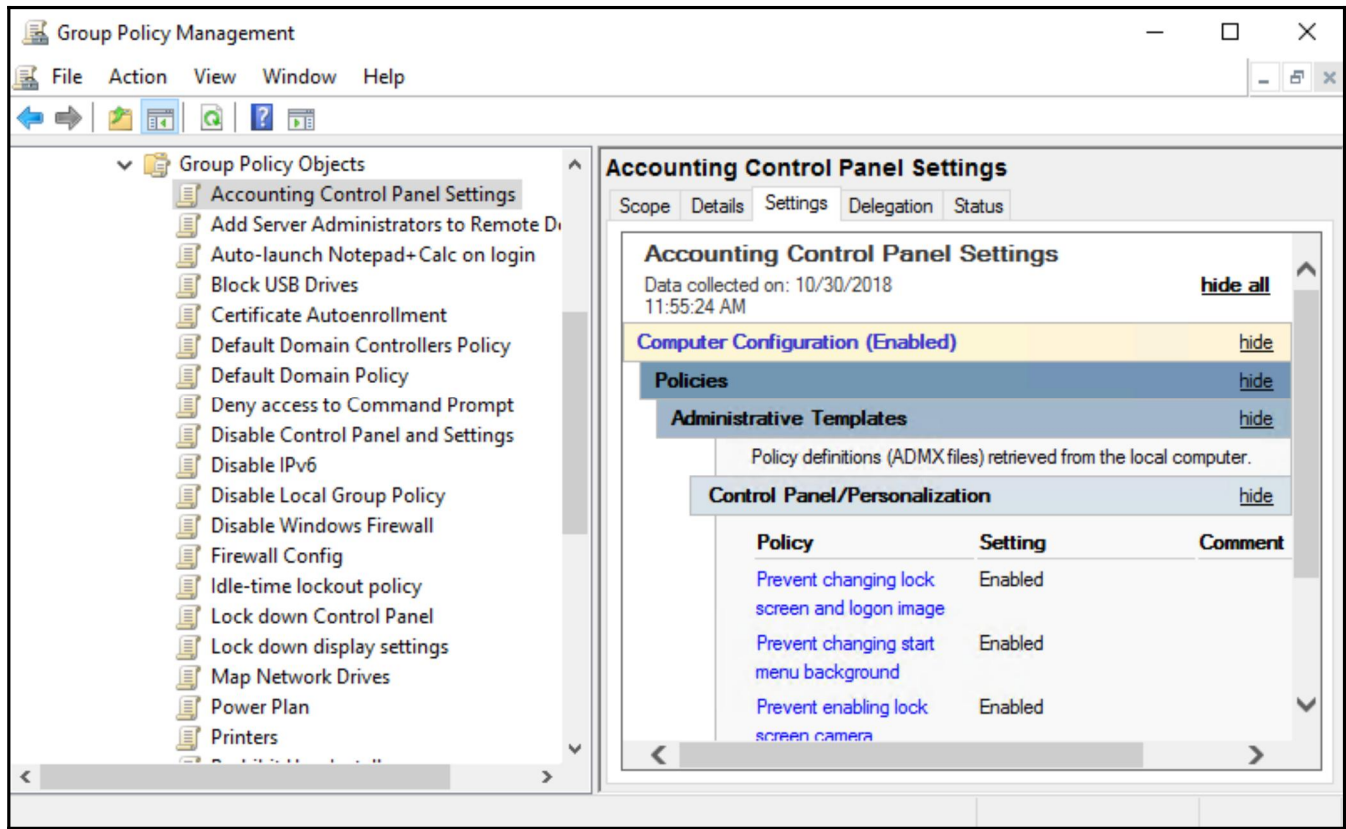 Group Policy Management
File Action View Window Help
Group Policy Objects
Accounting Control Panel Settings
Add Server Administrators to Remote D
Auto-launch Notepad+Calc on login
Block USB Drives
Certificate Autoenrollment
Default Domain Controllers Policy
Default Domain Policy
Deny access to Command Prompt
Disable Control Panel and Settings
Disable IPv6
Disable Local Group Policy
Disable Windows Firewall
Firewall Config
Idle-time lockout policy
Lock down Control Panel
Lock down display settings
Map Network Drives
Power Plan
Printers
Accounting Control Panel Settings
Scope Details Settings Delegation Status
Accounting Control Panel Settings
Data collected on: 10/30/2018 hide all
11:55:24 AM
Computer Configuration (Enabled) hide
Policies hide
Administrative Templates hide
Policy definitions (ADMX files) retrieved from the local computer.
Control Panel/Personalization hide
Policy Setting Comment
Prevent changing lock Enabled
screen and logon image
Prevent changing start Enabled
menu background
Prevent enabling lock Enabled
screen camera